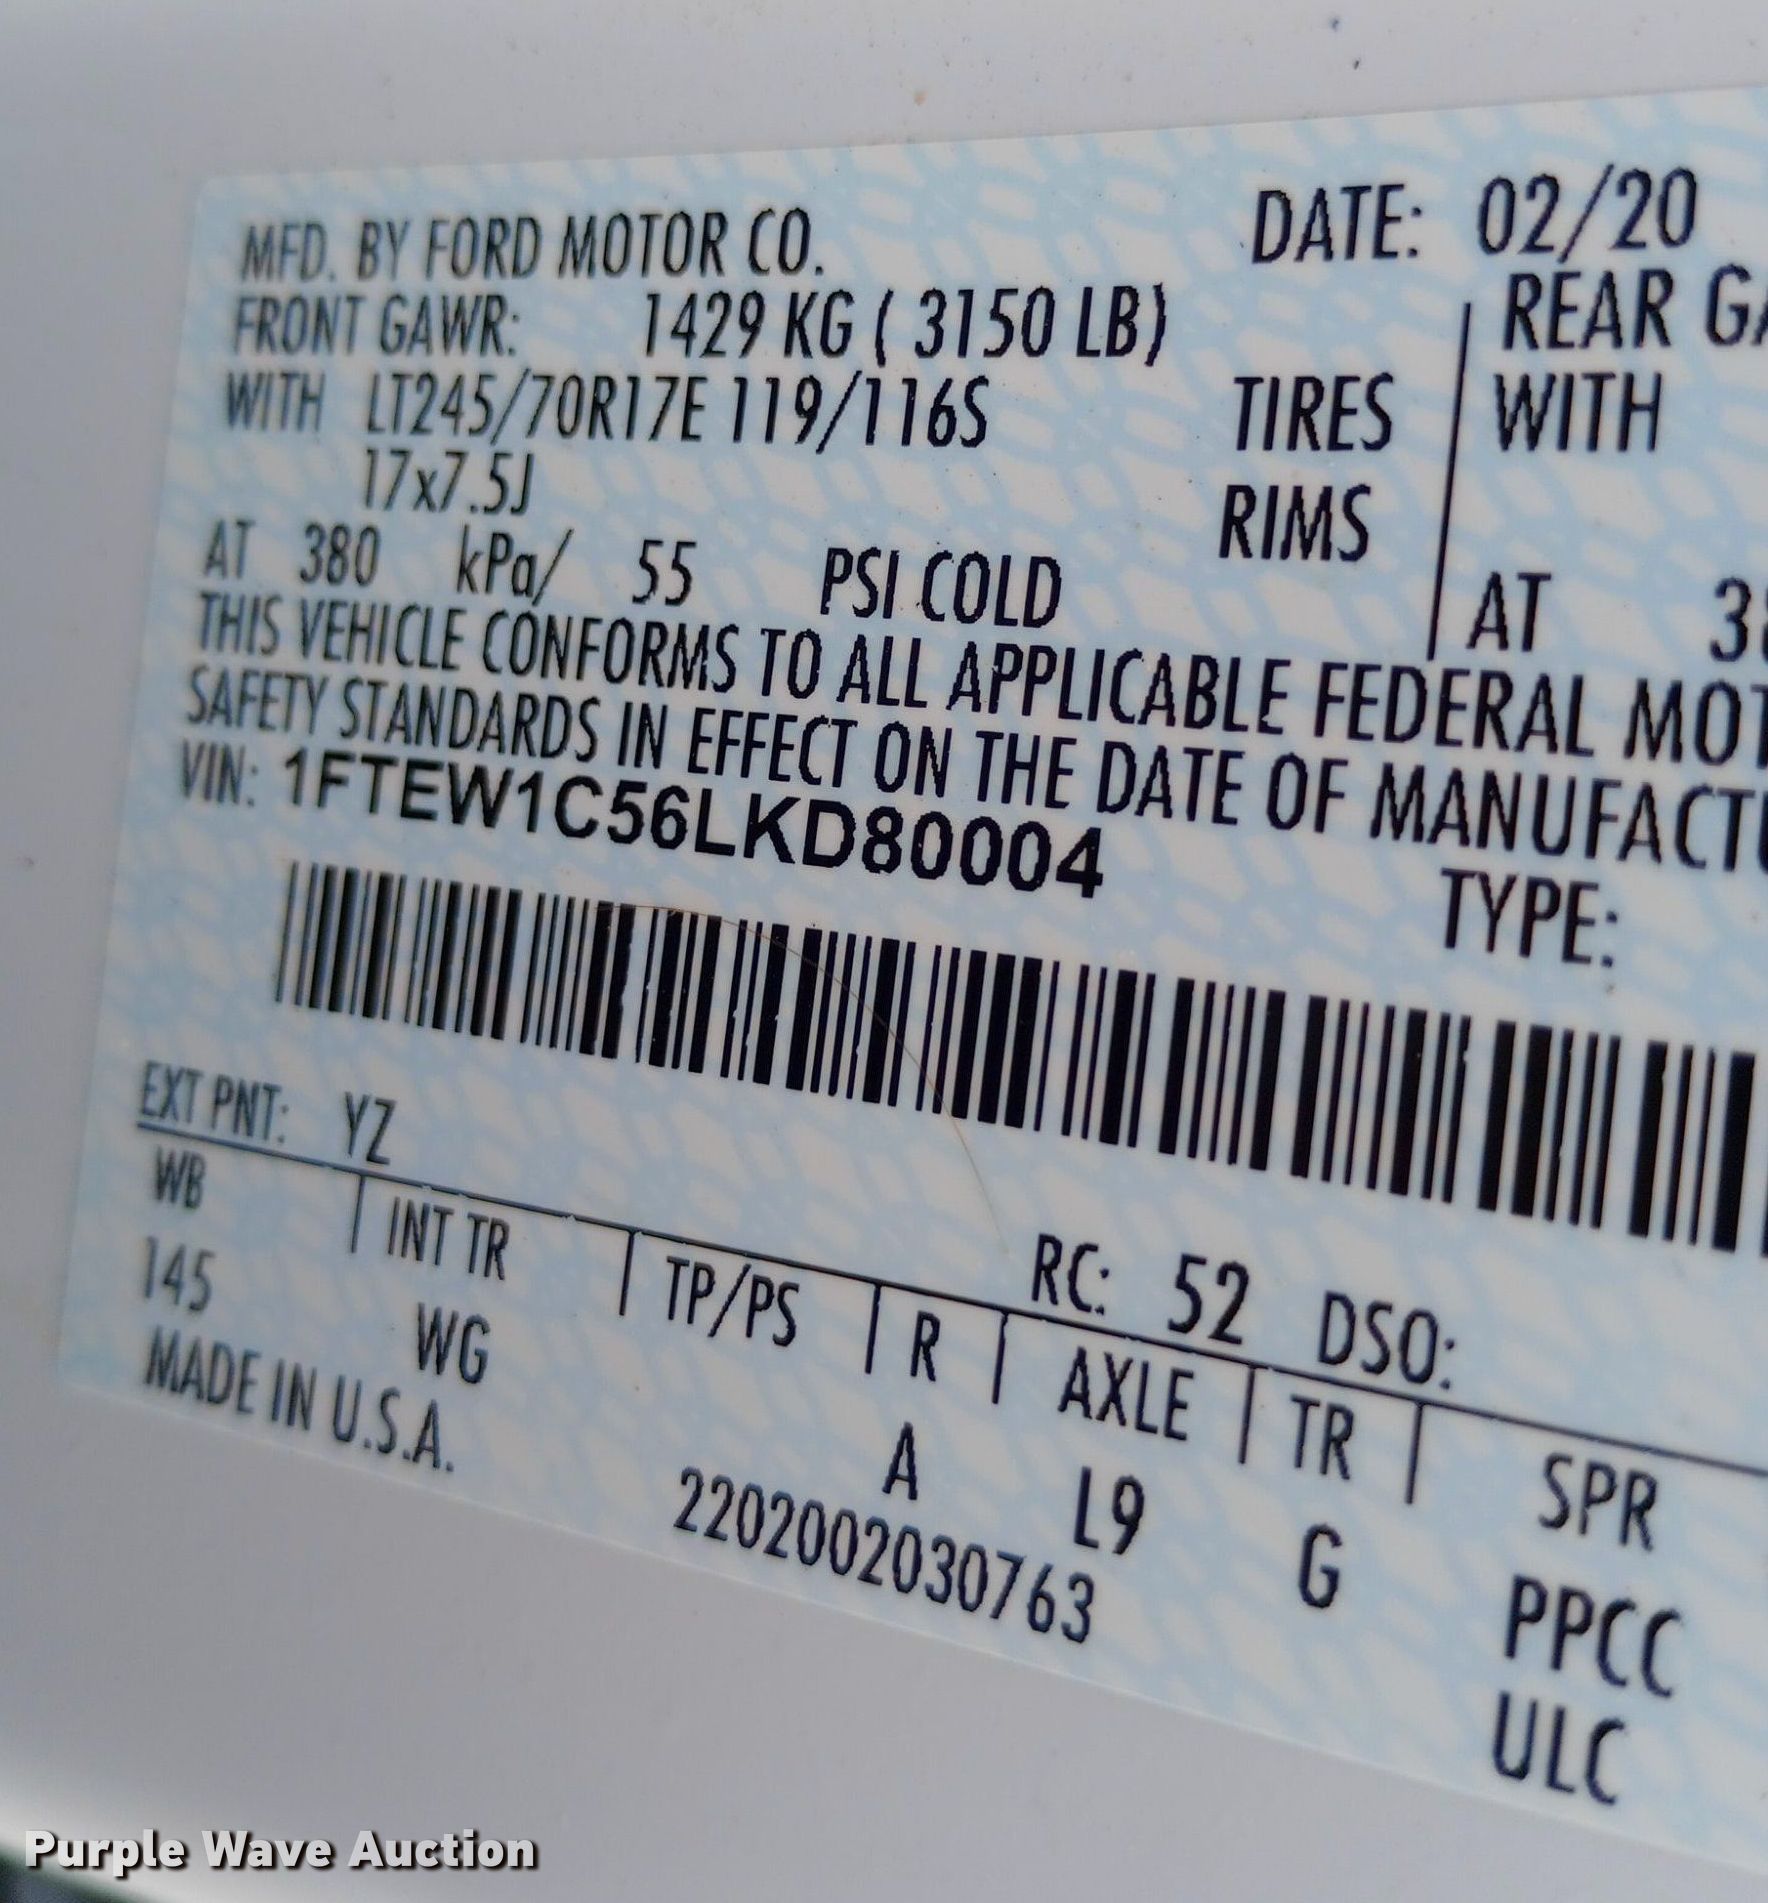 MFD. BY FORD MOTOR CO.
DATE: 02/20
FRONT GAWR: 1429 KG ( 3150 LB)
REAR GA
WITH LT245/70R17E 119/116S TIRES
WITH
17x7.5J RIMS
AT 380 kPa/ 55 PSI COLD
AT 38
THIS VEHICLE CONFORMS TO ALL APPLICABLE FEDERAL MOT
SAFETY STANDARDS IN EFFECT ON THE DATE OF MANUFACTU
VIN: 1FTEW1C56LKD80004
TYPE:
EXT PNT: YZ
RC: 52 DSO:
WB INT TR TP/PS R AXLE TR SPR
145 WG A L9 G PPCC
MADE IN U.S.A.
2202002030763
ULC
Purple Wave Auction